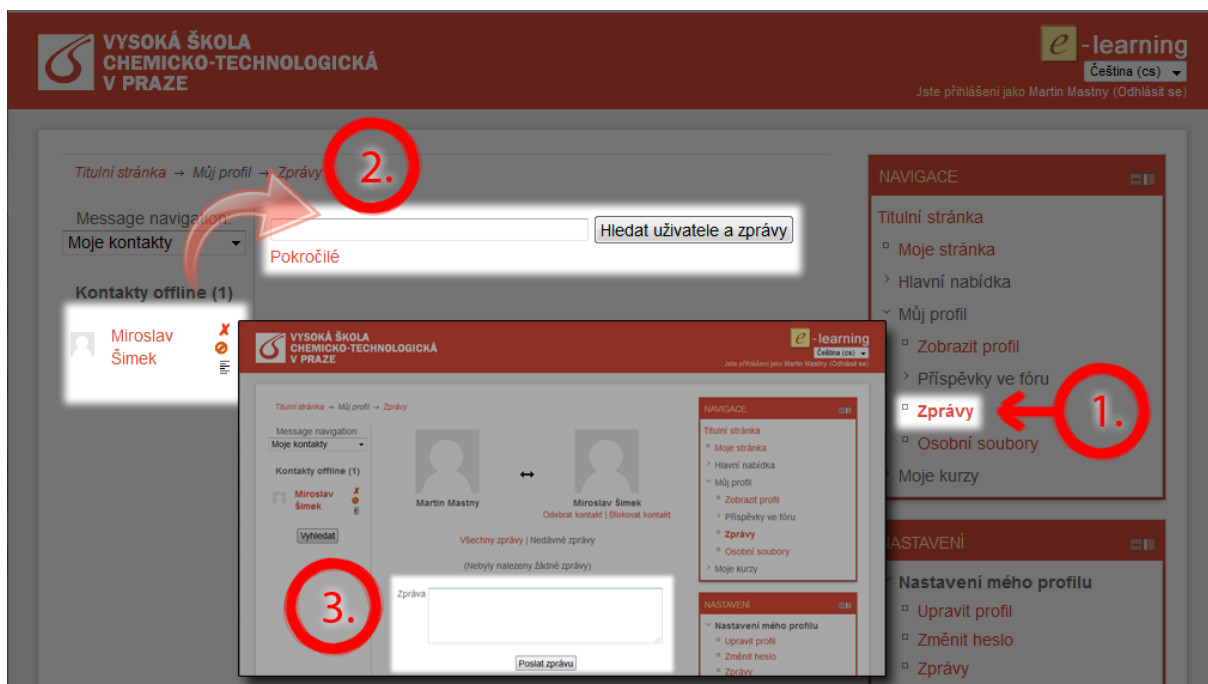 VYSOKÁ ŠKOLA
CHEMICKO-TECHNOLOGICKÁ
V PRAZE
e -learning
Čeština (cs)
Jste přihlášeni jako Martin Mastny (Odhlásit se)
Titulní stránka → Můj profil → Zprávy
2.
Message navigation:
Moje kontakty
Hledat uživatele a zprávy
Pokročilé
Kontakty offline (1)
Miroslav
Šimek
NAVIGACE
Titulní stránka
Moje stránka
Hlavní nabídka
Můj profil
Zobrazit profil
Příspěvky ve fóru
Zprávy
1.
Osobní soubory
Moje kurzy
NASTAVENÍ
Nastavení mého profilu
Upravit profil
Změnit heslo
Zprávy
VYSOKÁ ŠKOLA
CHEMICKO-TECHNOLOGICKÁ
V PRAZE
e -learning
Čeština (cs)
Jste přihlášeni jako Martin Mastny (Odhlásit se)
Titulní stránka → Můj profil → Zprávy
Message navigation:
Moje kontakty
Kontakty offline (1)
Miroslav
Šimek
Vyhledat
Martin Mastny
↔
Miroslav Šimek
Odebrat kontakt | Blokovat kontakt
Všechny zprávy | Nedávné zprávy
(Nebyly nalezeny žádné zprávy)
3.
Zpráva
Poslat zprávu
NAVIGACE
Titulní stránka
Moje stránka
Hlavní nabídka
Můj profil
Zobrazit profil
Příspěvky ve fóru
Zprávy
Osobní soubory
Moje kurzy
NASTAVENÍ
Nastavení mého profilu
Upravit profil
Změnit heslo
Zprávy